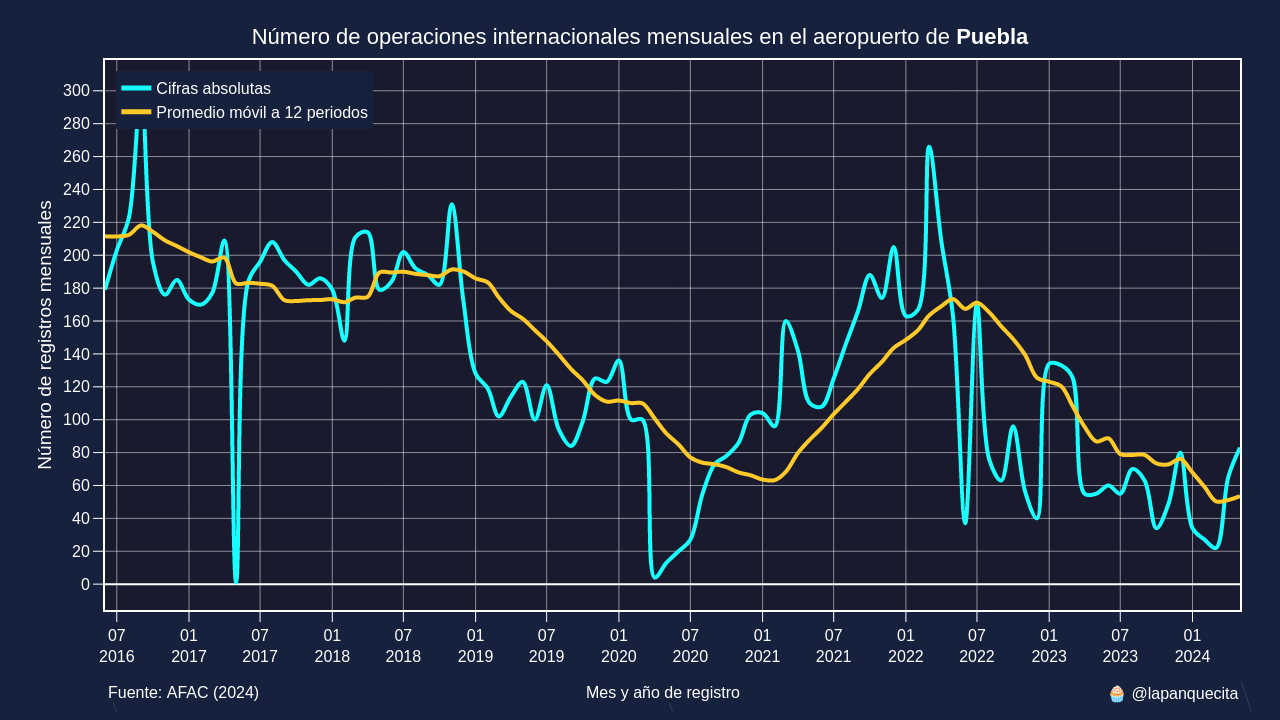 Número de operaciones internacionales mensuales en el aeropuerto de Puebla
Cifras absolutas
Promedio móvil a 12 periodos
Número de registros mensuales
300
280
260
240
220
200
180
160
140
120
100
80
60
40
20
0
07 01 07 01 07 01 07 01 07 01 07 01 07 01 07 01
2016 2017 2017 2018 2018 2019 2019 2020 2020 2021 2021 2022 2022 2023 2023 2024
Fuente: AFAC (2024)
Mes y año de registro
🧁 @lapanquecita